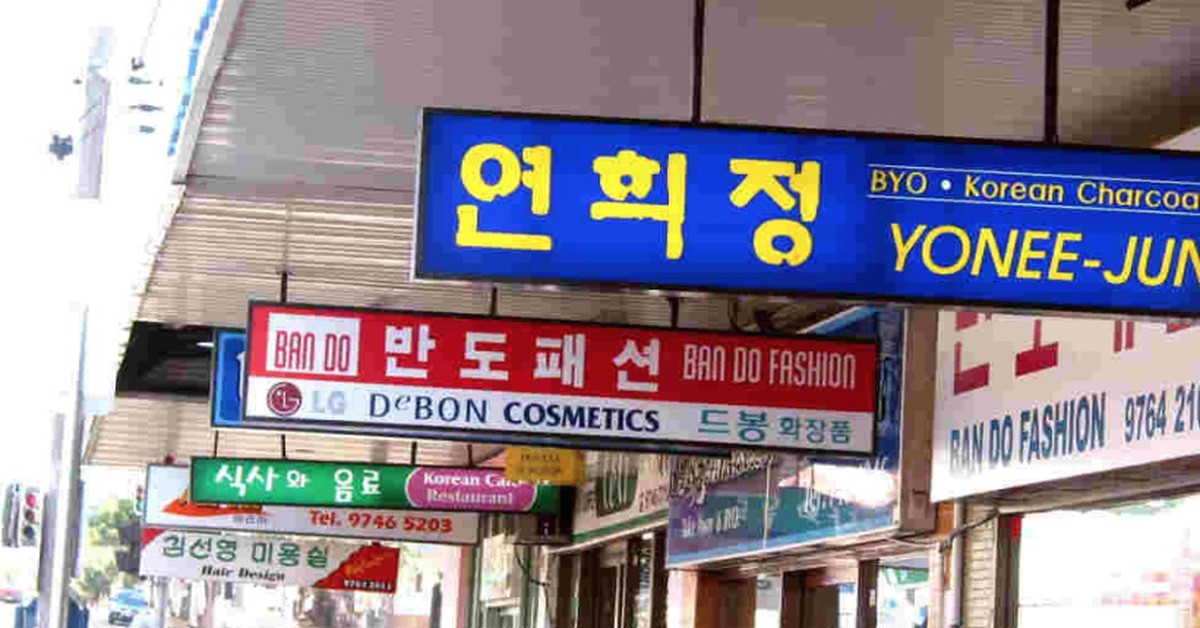 연희정
BYO • Korean Charcoa
YONEE-JUN
BAN DO 반도패션 BAN DO FASHION
LG DeBON COSMETICS 드봉 화장품
BAN DO FASHION 9764 21
식사와 음료
Korean
Restaurant
Tel. 9746 5203
김선영 미용실
Hair Design